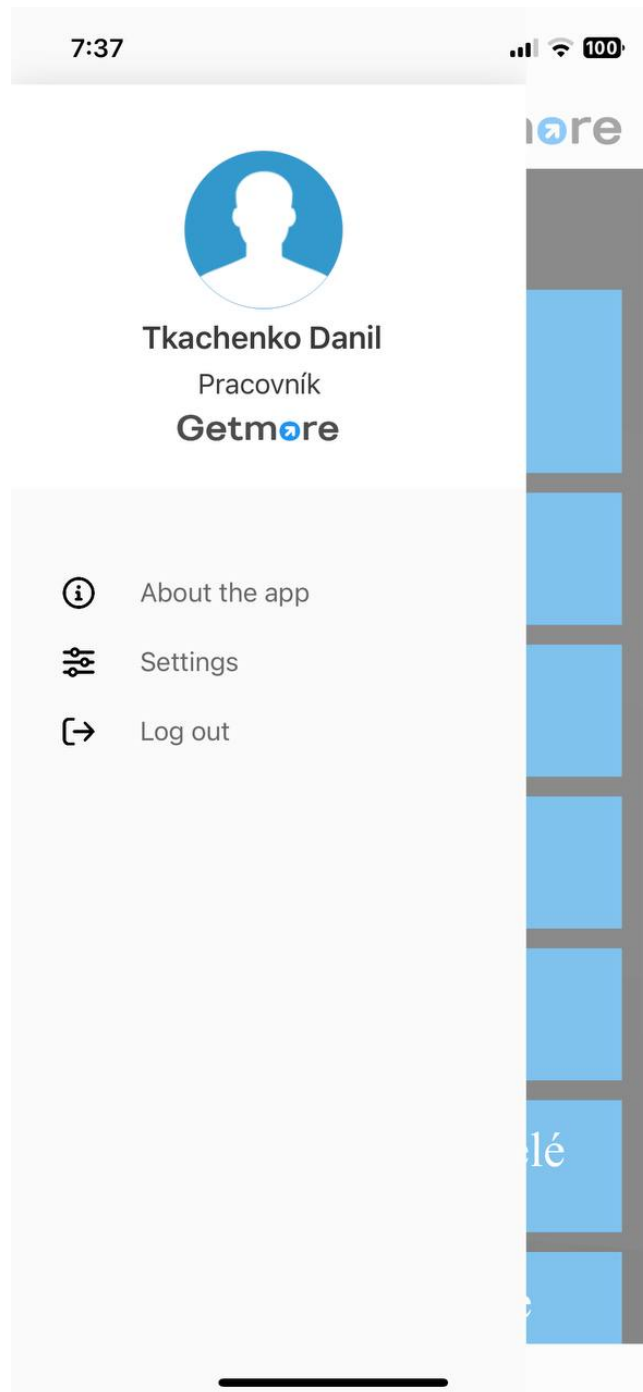 7:37
100
Tkachenko Danil
Pracovník
Getmore
About the app
Settings
Log out